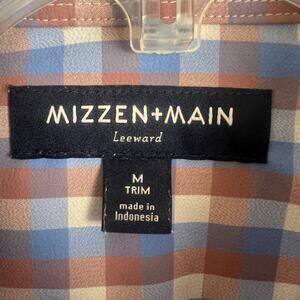 MIZZEN+MAIN
Leeward
M
TRIM
made in
Indonesia